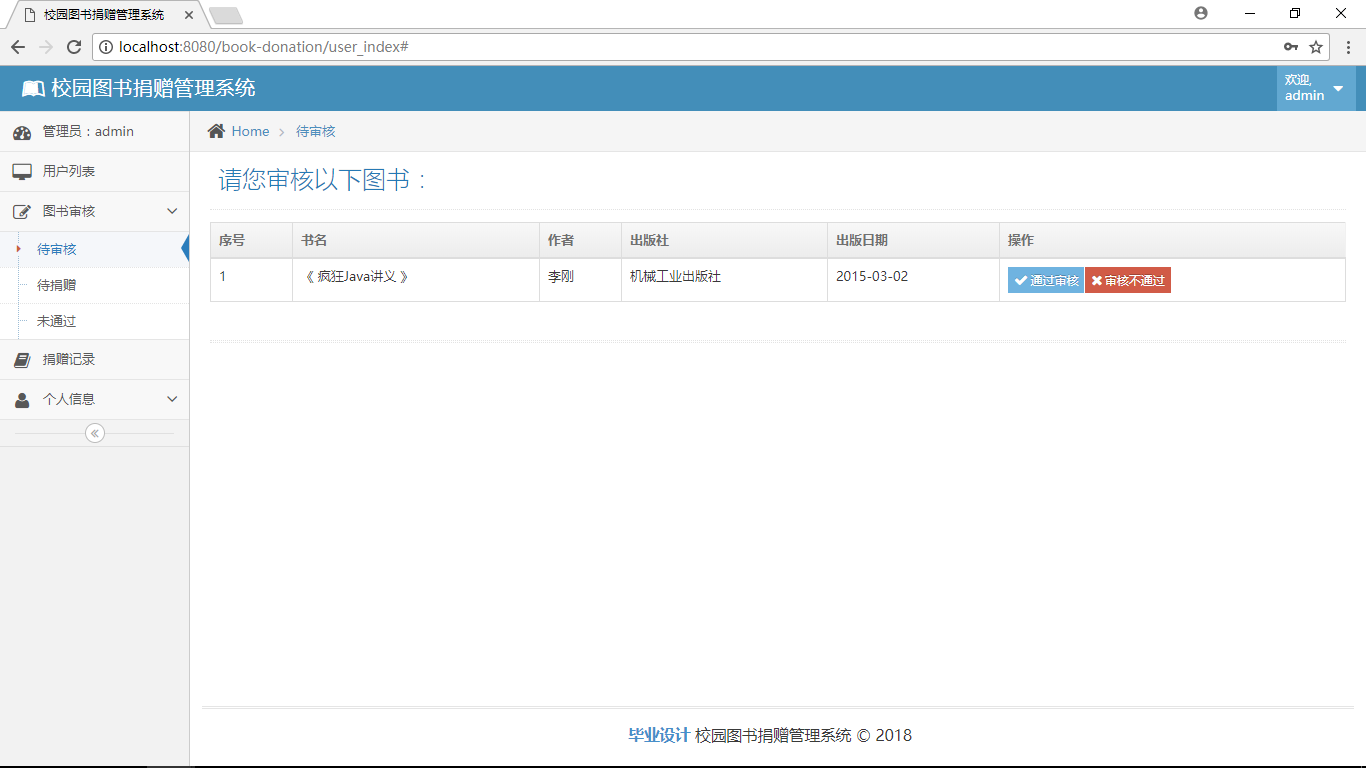 校园图书捐赠管理系统
localhost:8080/book-donation/user_index#
校园图书捐赠管理系统
欢迎,
admin
管理员：admin
用户列表
图书审核
待审核
待捐赠
未通过
捐赠记录
个人信息
Home 待审核
请您审核以下图书：
序号 书名 作者 出版社 出版日期 操作
1 《 疯狂Java讲义 》 李刚 机械工业出版社 2015-03-02 通过审核 审核不通过
毕业设计 校园图书捐赠管理系统 © 2018